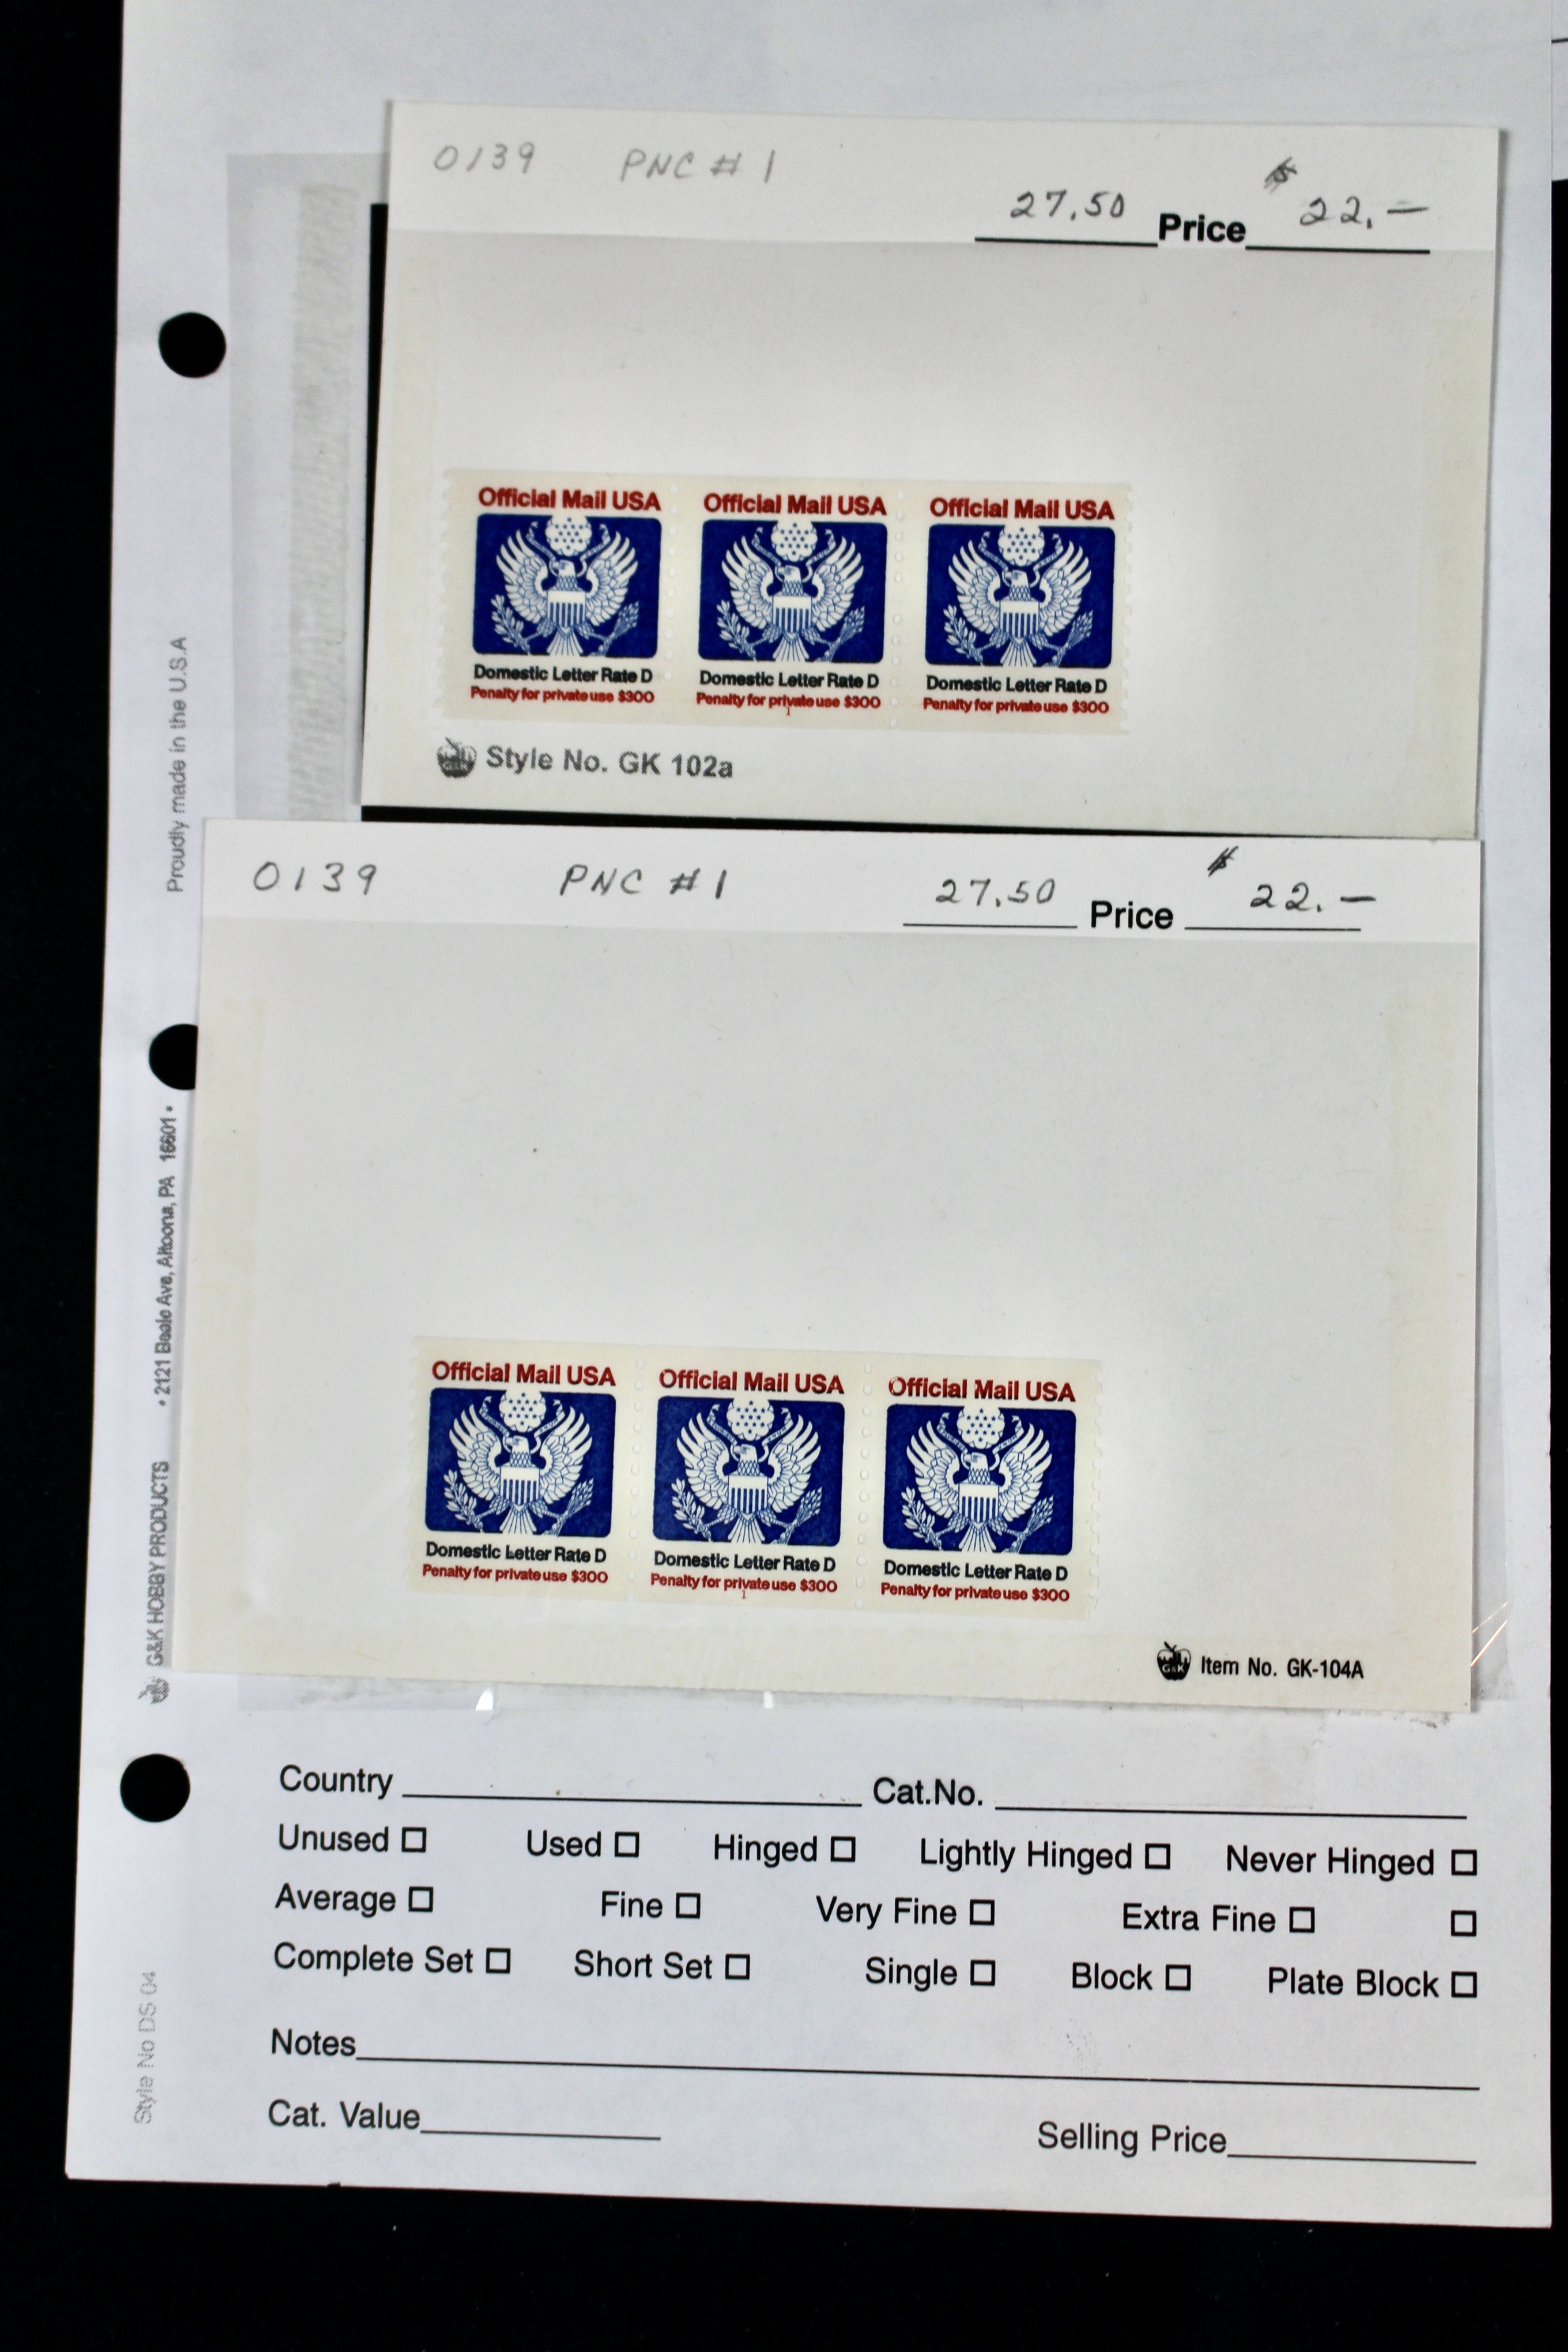 0139 PNC # 1
27.50 Price $ 22.—
Official Mail USA Official Mail USA Official Mail USA
Domestic Letter Rate D Domestic Letter Rate D Domestic Letter Rate D
Penalty for private use $300 Penalty for private use $300 Penalty for private use $300
1
Style No. GK 102a
0139 PNC # 1 27.50 Price $ 22.—
Official Mail USA Official Mail USA Official Mail USA
Domestic Letter Rate D Domestic Letter Rate D Domestic Letter Rate D
Penalty for private use $300 Penalty for private use $300 Penalty for private use $300
1
G&K Item No. GK-104A
Country Cat.No.
Unused Used Hinged Lightly Hinged Never Hinged
Average Fine Very Fine Extra Fine
Complete Set Short Set Single Block Plate Block
Notes
Cat. Value Selling Price
Style No DS 04
G&K HOBBY PRODUCTS • 2121 Beale Ave, Altoona, PA 16601 •
Proudly made in the U.S.A